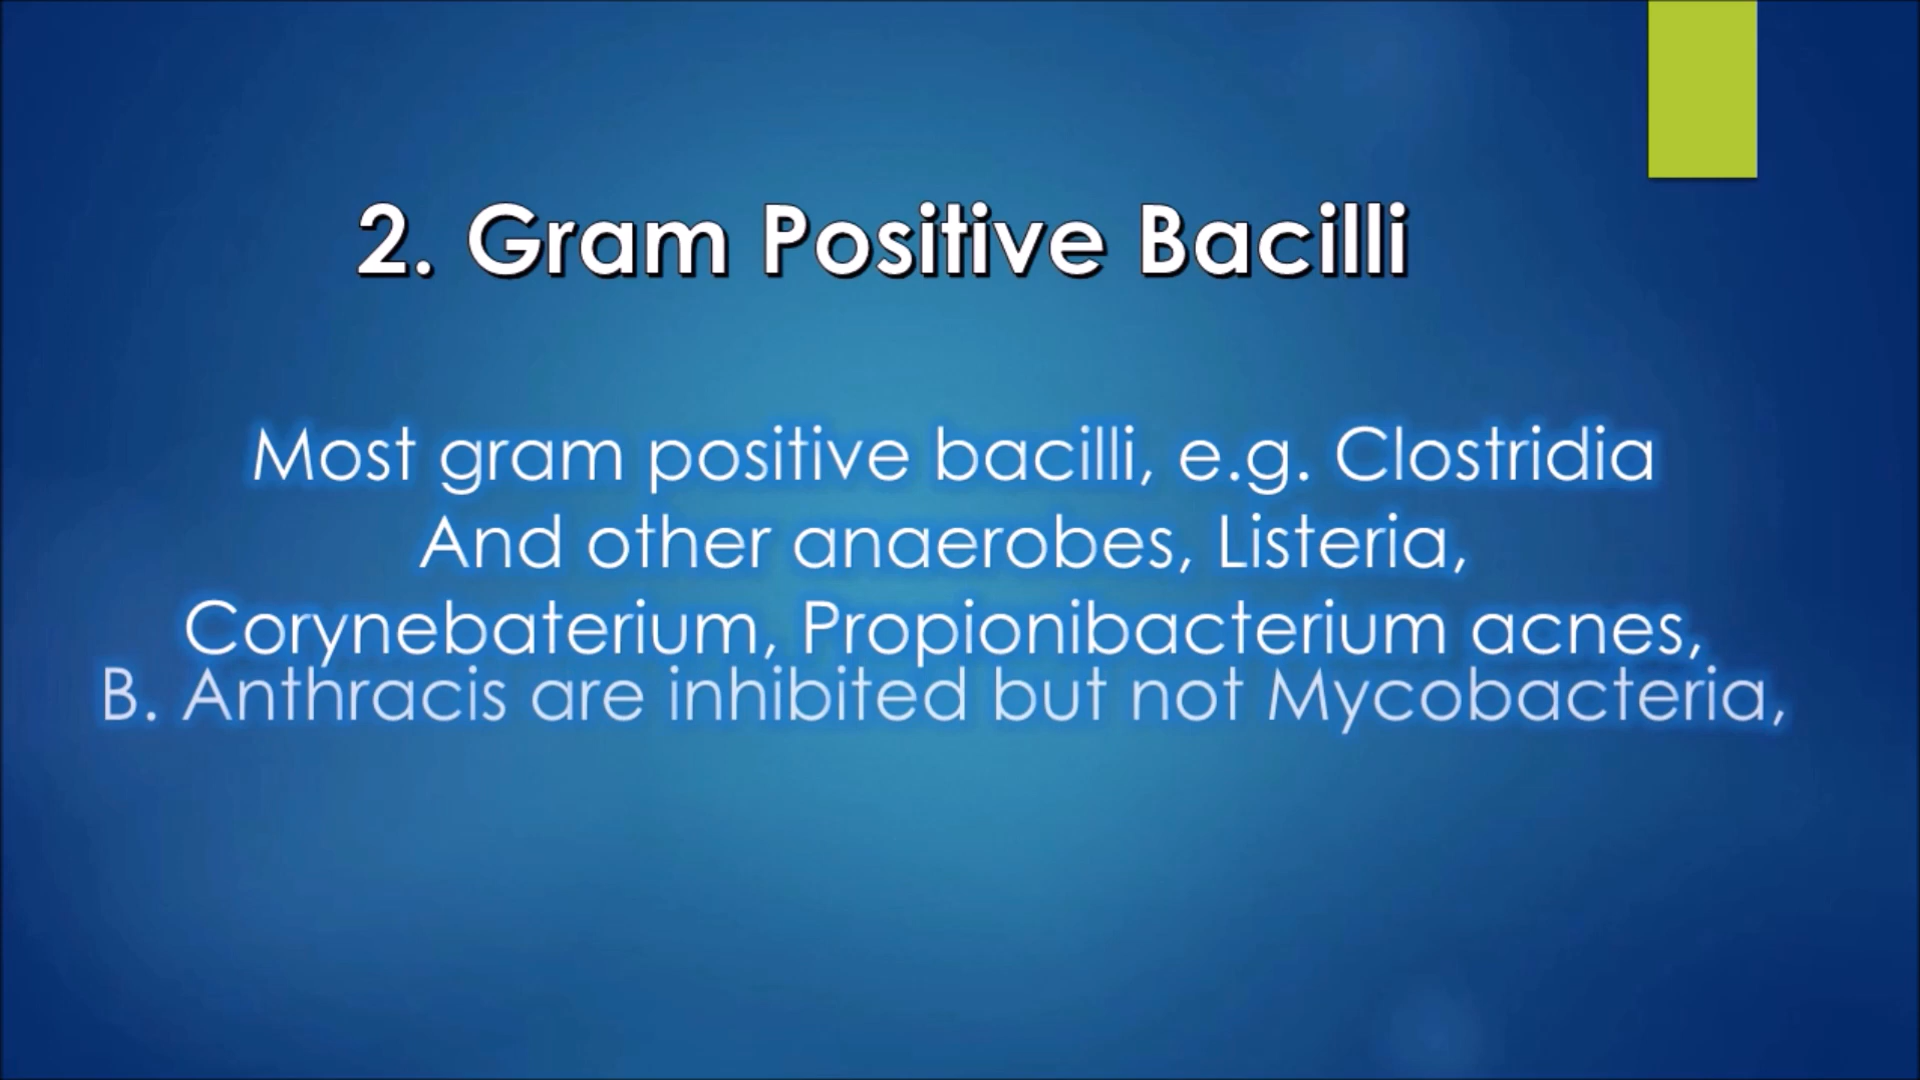 2. Gram Positive Bacilli
Most gram positive bacilli, e.g. Clostridia
And other anaerobes, Listeria,
Corynebaterium, Propionibacterium acnes,
B. Anthracis are inhibited but not Mycobacteria,